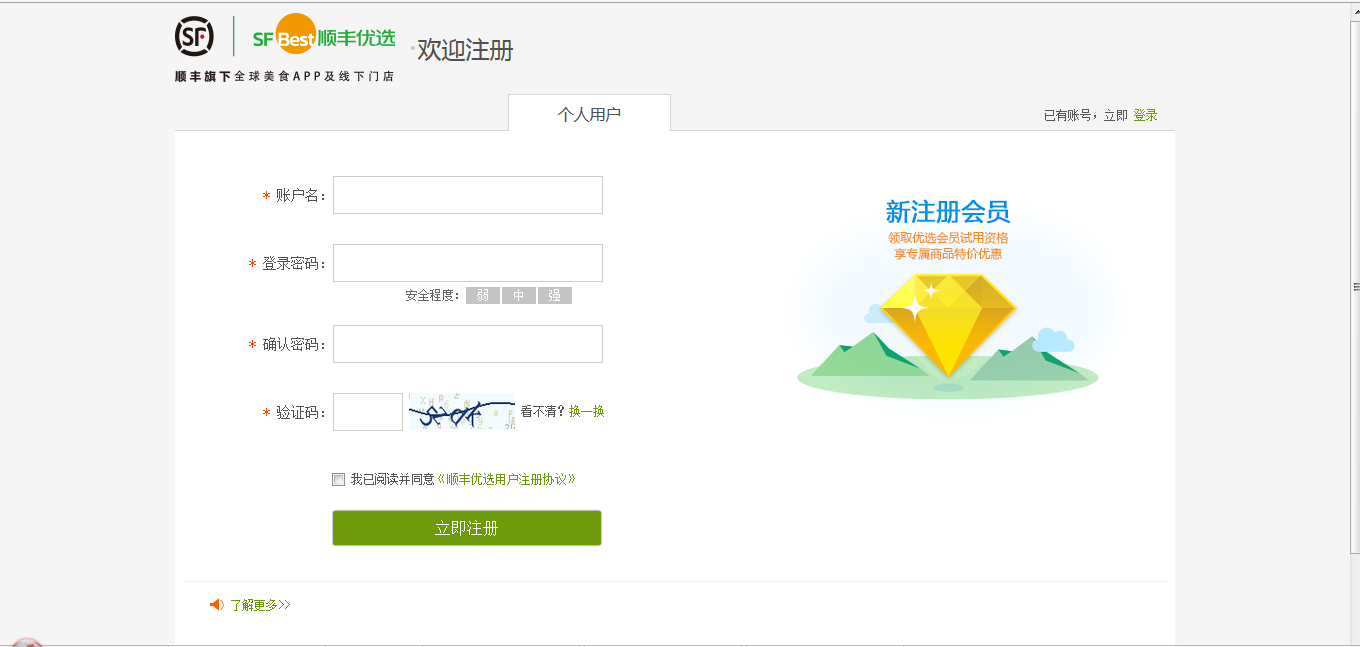 SF
SF Best 顺丰优选
顺丰旗下全球美食APP及线下门店
欢迎注册
个人用户
已有账号，立即 登录
* 账户名：
* 登录密码：
安全程度： 弱 中 强
* 确认密码：
* 验证码：
看不清？换一换
我已阅读并同意《顺丰优选用户注册协议》
立即注册
新注册会员
领取优选会员试用资格
享专属商品特价优惠
了解更多>>